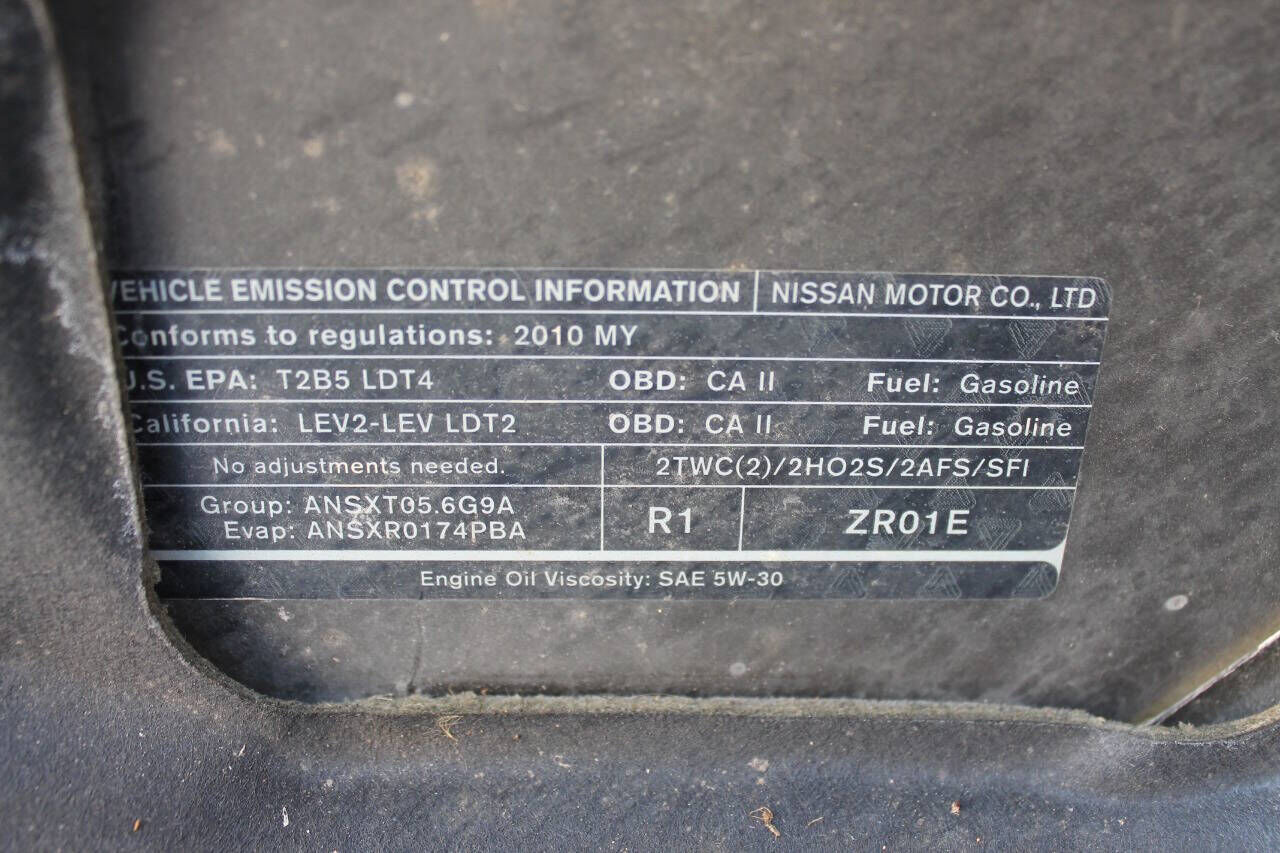 VEHICLE EMISSION CONTROL INFORMATION NISSAN MOTOR CO., LTD
Conforms to regulations: 2010 MY
U.S. EPA: T2B5 LDT4 OBD: CA II Fuel: Gasoline
California: LEV2-LEV LDT2 OBD: CA II Fuel: Gasoline
No adjustments needed. 2TWC(2)/2HO2S/2AFS/SFI
Group: ANSXT05.6G9A
Evap: ANSXR0174PBA R1 ZR01E
Engine Oil Viscosity: SAE 5W-30